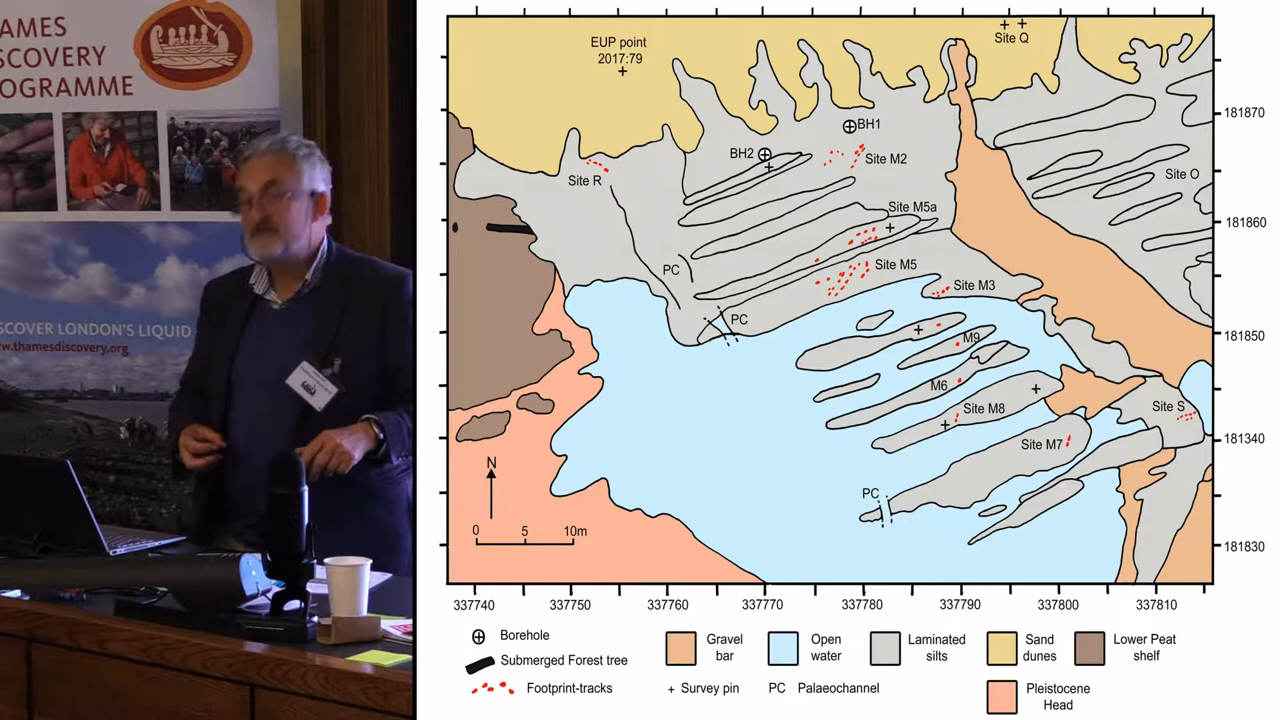 AMES
SCOVERY
OGRAMME
SCOVER LONDON'S LIQUID
ww.thamesdiscovery.org
EUP point
2017:79
Site Q
BH1
BH2
Site M2
Site R
Site O
Site M5a
PC
Site M5
Site M3
PC
M9
M6
Site M8
Site S
Site M7
PC
N
0 5 10m
181870
181860
181850
181340
181830
337740 337750 337760 337770 337780 337790 337800 337810
Borehole
Submerged Forest tree
Footprint-tracks
Survey pin
PC Palaeochannel
Gravel
bar
Open
water
Laminated
silts
Sand
dunes
Lower Peat
shelf
Pleistocene
Head